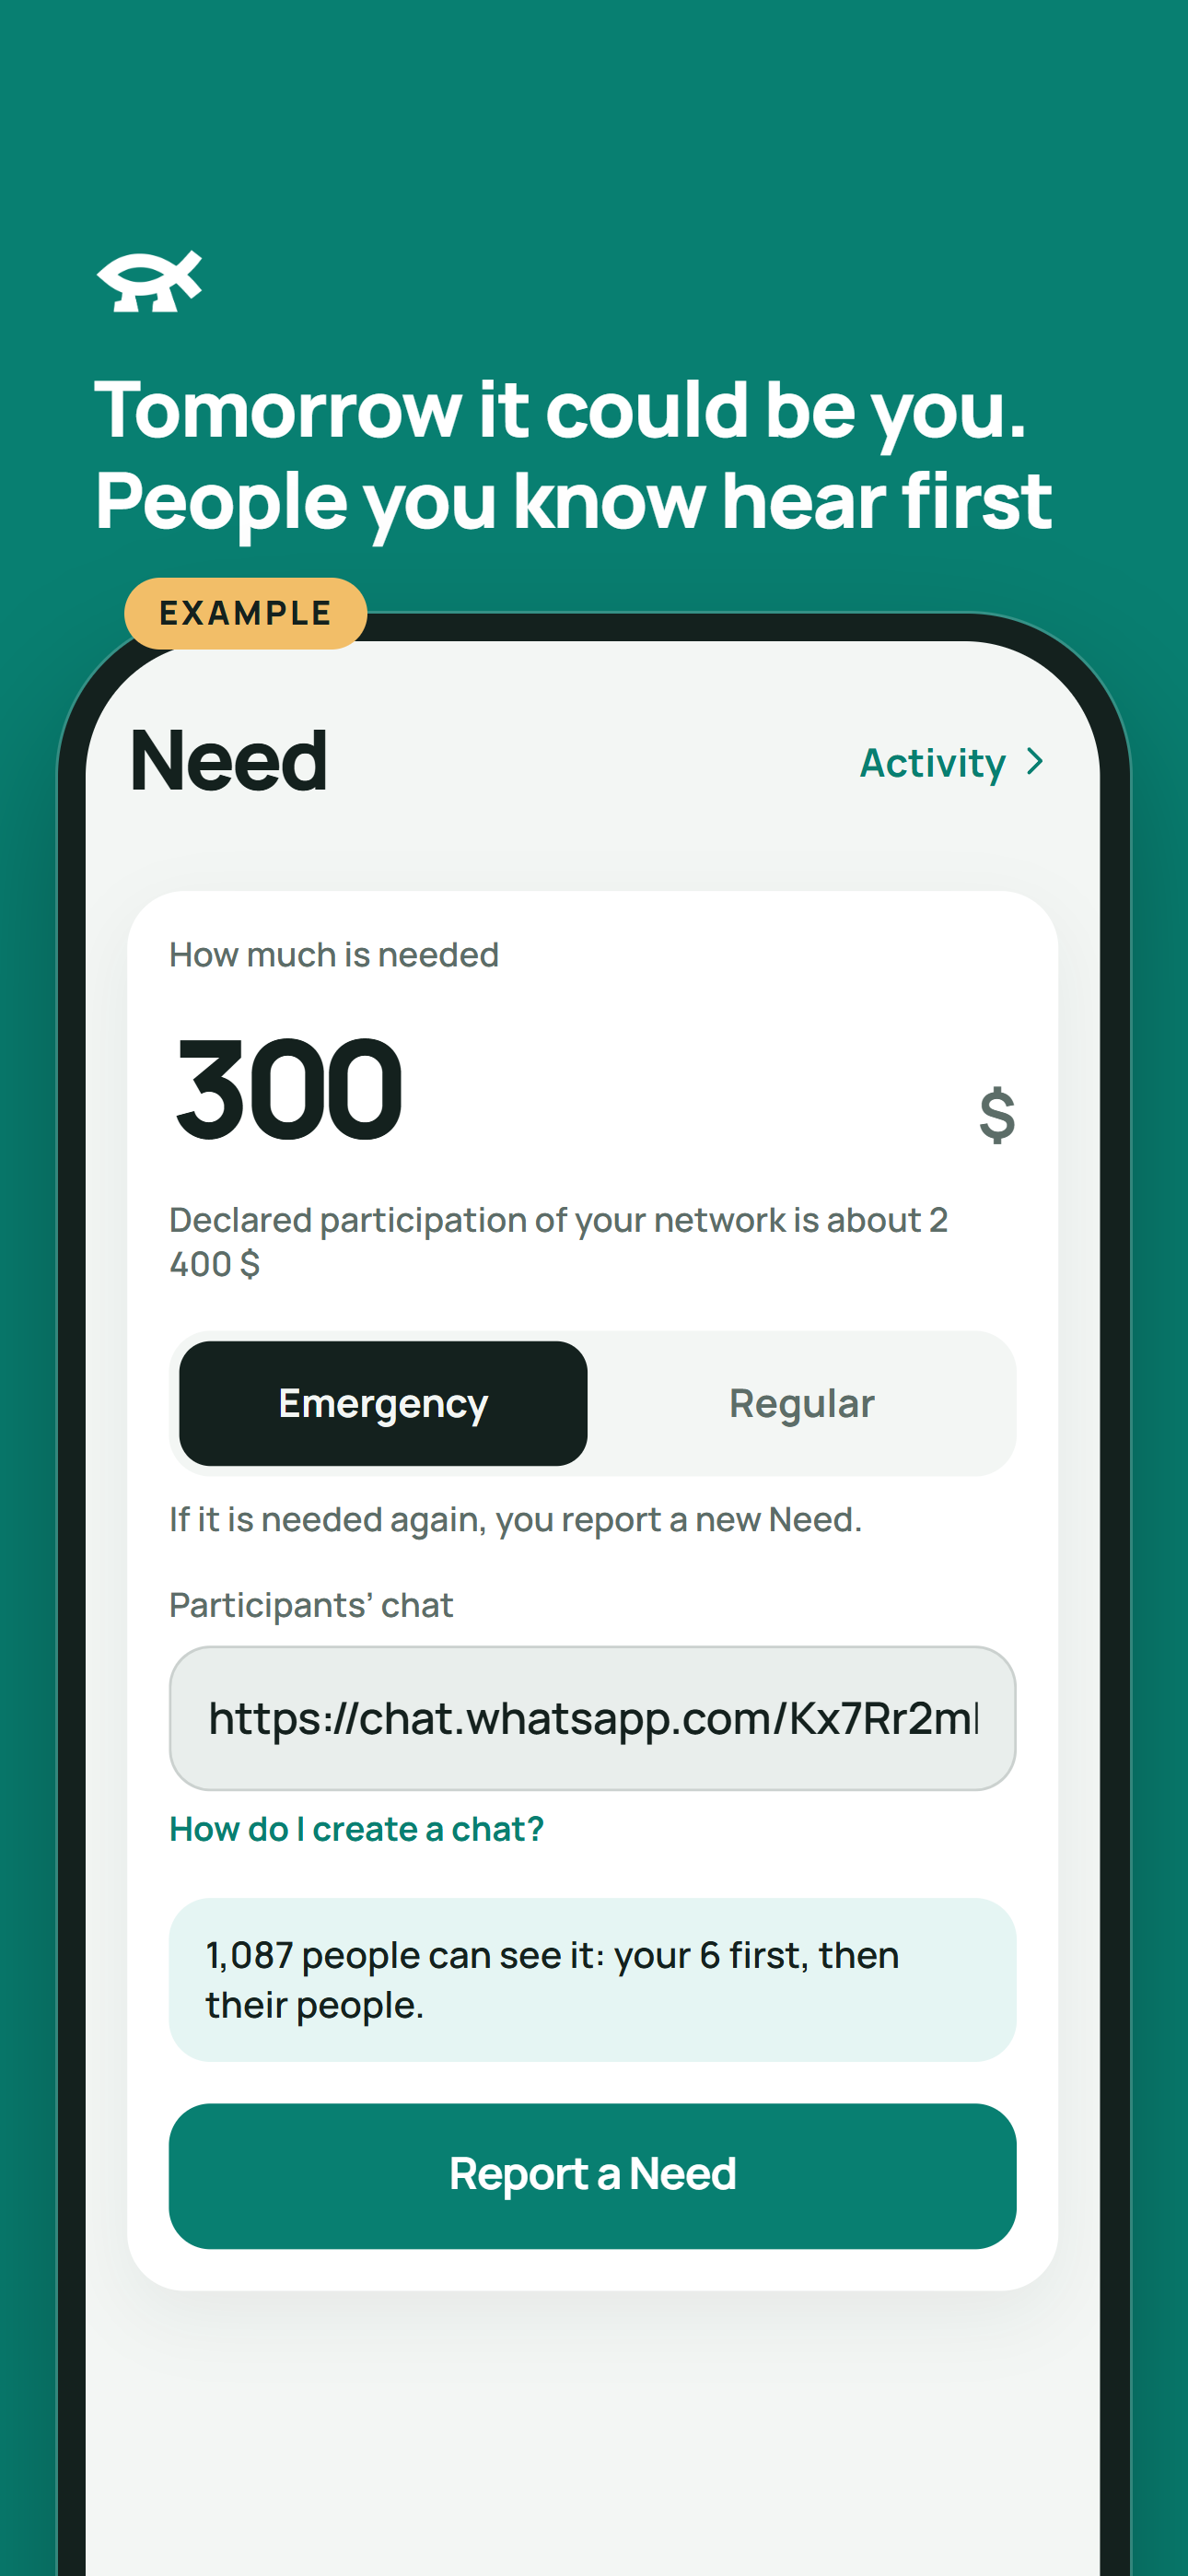 Tomorrow it could be you.
People you know hear first
EXAMPLE
Need
Activity
How much is needed
300
$
Declared participation of your network is about 2
400 $
Emergency
Regular
If it is needed again, you report a new Need.
Participants’ chat
https://chat.whatsapp.com/Kx7Rr2m
How do I create a chat?
1,087 people can see it: your 6 first, then
their people.
Report a Need